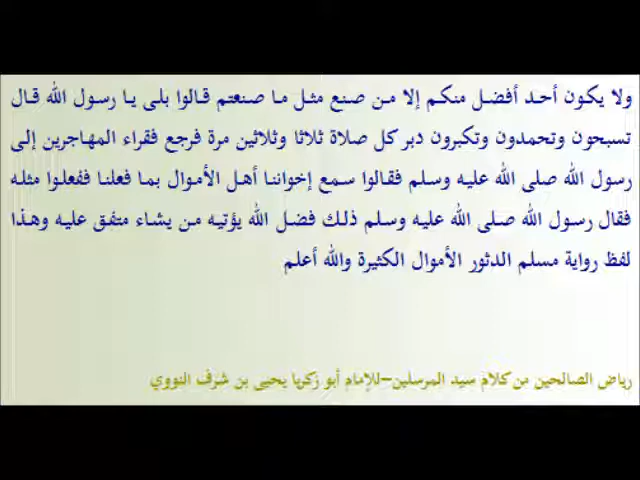 ولا يكون أحد أفضل منكم إلا من صنع مثل ما صنعتم قالوا بلى يا رسول الله قال
تسبحون وتحمدون وتكبرون دبر كل صلاة ثلاثا وثلاثين مرة فرجع فقراء المهاجرين إلى
رسول الله صلى الله عليه وسلم فقالوا سمع إخواننا أهل الأموال بما فعلنا ففعلوا مثله
فقال رسول الله صلى الله عليه وسلم ذلك فضل الله يؤتيه من يشاء متفق عليه وهذا
لفظ رواية مسلم الدثور الأموال الكثيرة والله أعلم
رياض الصالحين من كلام سيد المرسلين–للإمام أبو زكريا يحيى بن شرف النووي